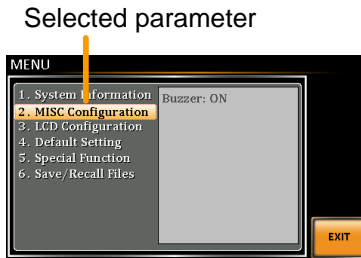 Selected parameter
MENU
1. System Information
2. MISC Configuration
3. LCD Configuration
4. Default Setting
5. Special Function
6. Save/Recall Files
Buzzer: ON
EXIT